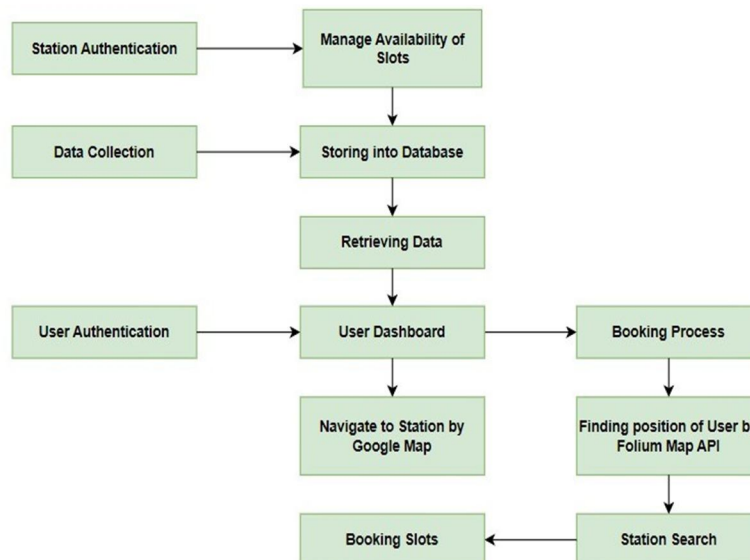 Station Authentication
Manage Availability of
Slots
Data Collection
Storing into Database
Retrieving Data
User Authentication
User Dashboard
Booking Process
Navigate to Station by
Google Map
Finding position of User b
Folium Map API
Booking Slots
Station Search